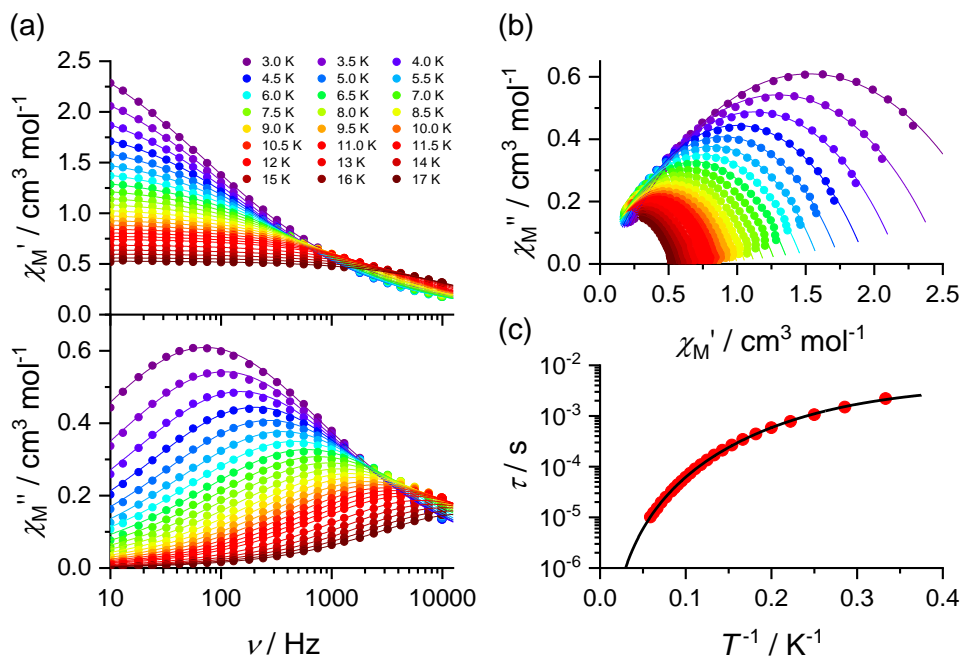 (a)
χM' / cm³ mol⁻¹
2.5
2.0
1.5
1.0
0.5
0.0
3.0 K 3.5 K 4.0 K
4.5 K 5.0 K 5.5 K
6.0 K 6.5 K 7.0 K
7.5 K 8.0 K 8.5 K
9.0 K 9.5 K 10.0 K
10.5 K 11.0 K 11.5 K
12 K 13 K 14 K
15 K 16 K 17 K
χM'' / cm³ mol⁻¹
0.6
0.4
0.2
0.0
10 100 1000 10000
ν / Hz
(b)
χM'' / cm³ mol⁻¹
0.6
0.4
0.2
0.0
0.0 0.5 1.0 1.5 2.0 2.5
χM' / cm³ mol⁻¹
(c)
τ / s
10⁻²
10⁻³
10⁻⁴
10⁻⁵
10⁻⁶
0.0 0.1 0.2 0.3 0.4
T⁻¹ / K⁻¹